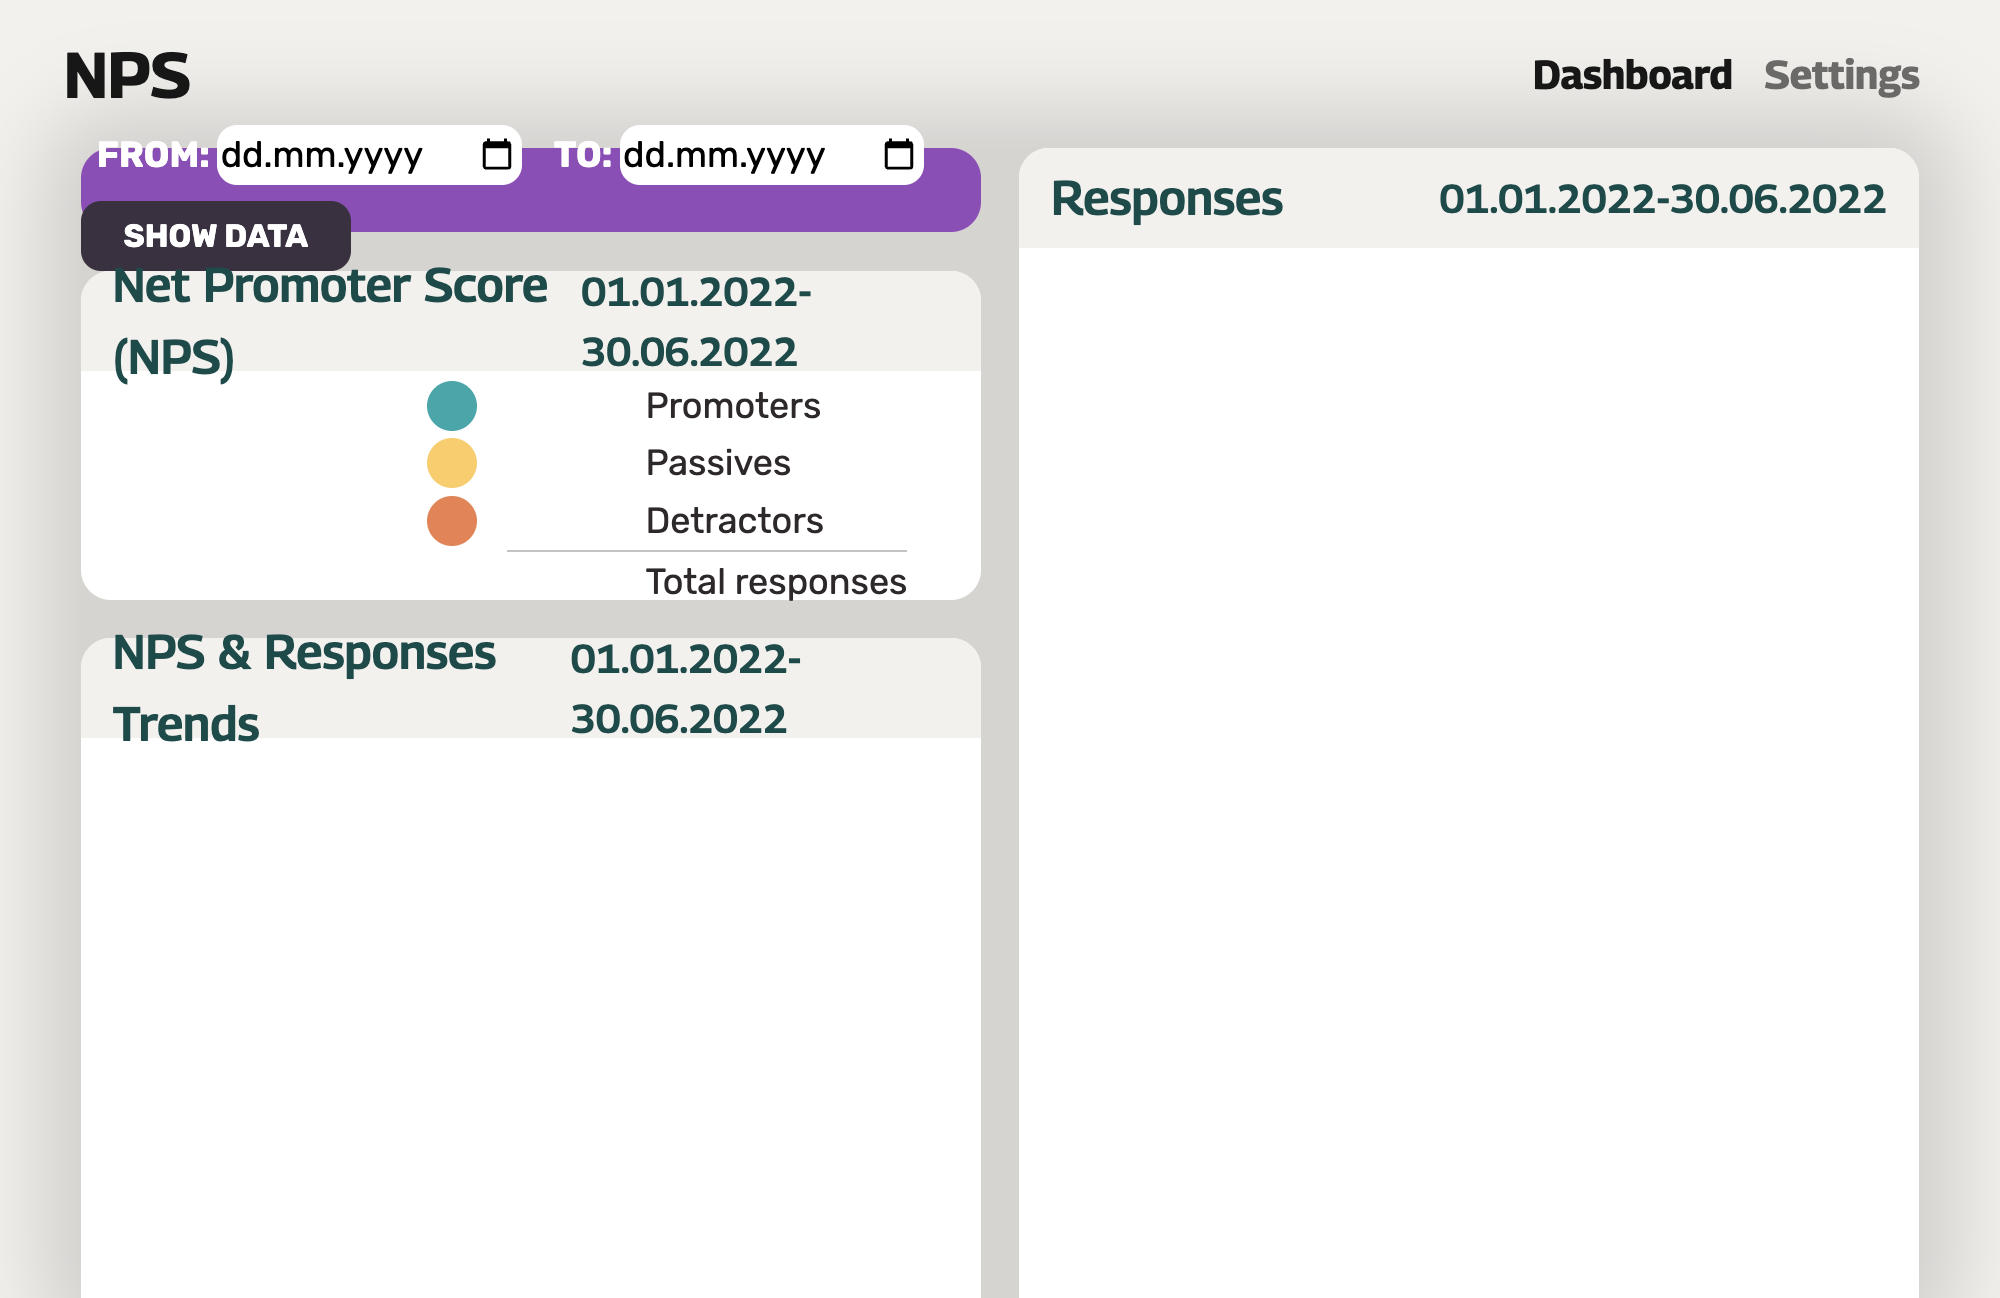 NPS
Dashboard Settings
FROM: dd.mm.yyyy TO: dd.mm.yyyy
SHOW DATA
Net Promoter Score
(NPS)
01.01.2022-
30.06.2022
Promoters
Passives
Detractors
Total responses
NPS & Responses
Trends
01.01.2022-
30.06.2022
Responses 01.01.2022-30.06.2022